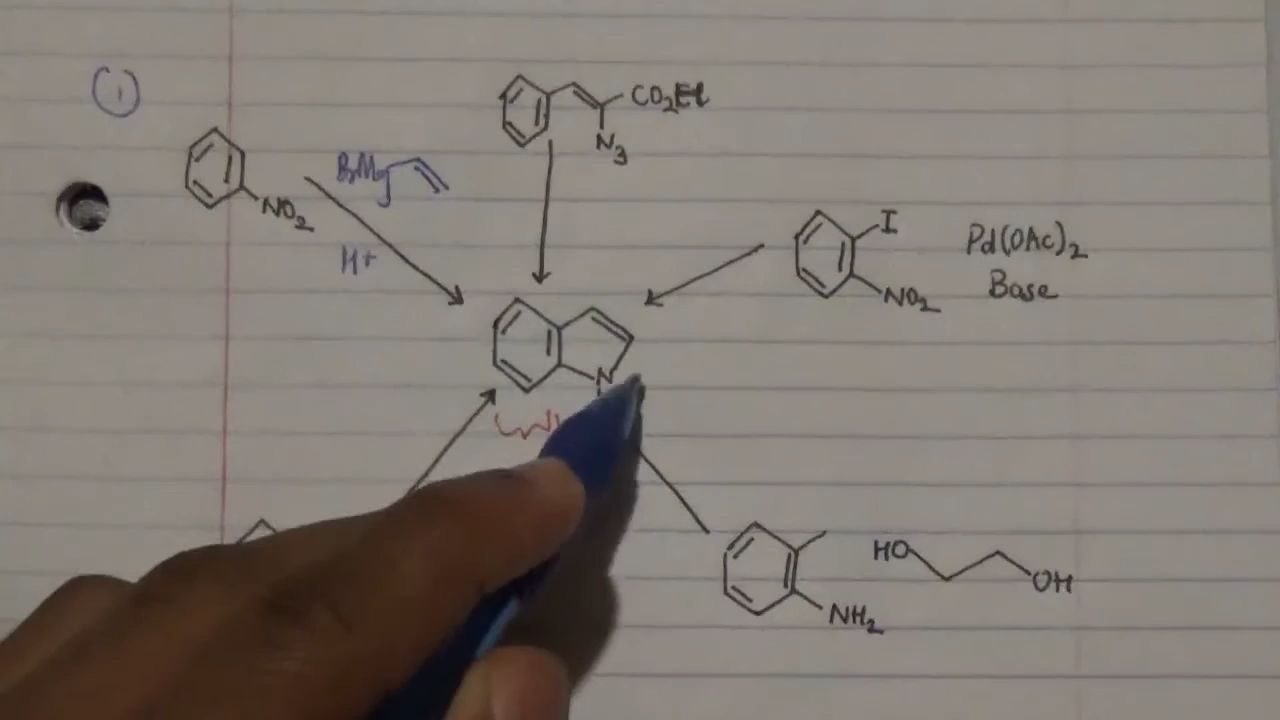 1
CO2Et
N3
BrMg
NO2
H+
I
Pd(OAc)2
NO2
Base
N
HO
OH
NH2